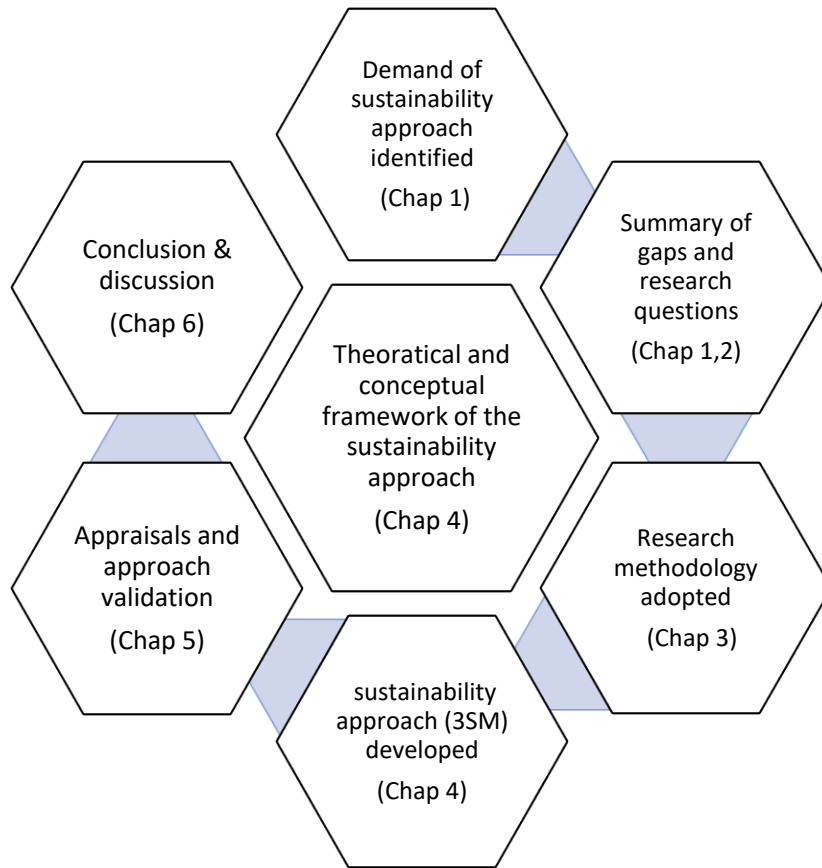 Demand of
sustainability
approach
identified
(Chap 1)
Summary of
gaps and
research
questions
(Chap 1,2)
Research
methodology
adopted
(Chap 3)
sustainability
approach (3SM)
developed
(Chap 4)
Appraisals and
approach
validation
(Chap 5)
Conclusion &
discussion
(Chap 6)
Theoratical and
conceptual
framework of the
sustainability
approach
(Chap 4)